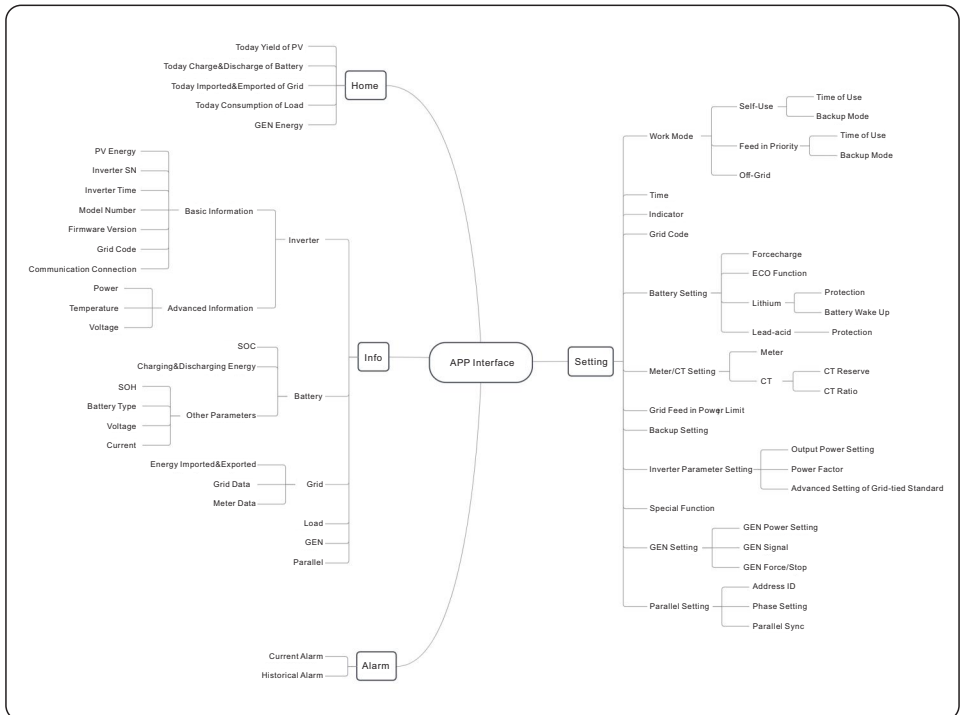 Today Yield of PV
Today Charge&Discharge of Battery
Today Imported&Emported of Grid
Today Consumption of Load
GEN Energy
Home
PV Energy
Inverter SN
Inverter Time
Model Number
Firmware Version
Grid Code
Communication Connection
Basic Information
Power
Temperature
Voltage
Advanced Information
Inverter
SOC
Charging&Discharging Energy
SOH
Battery Type
Voltage
Current
Other Parameters
Battery
Energy Imported&Exported
Grid Data
Meter Data
Grid
Load
GEN
Parallel
Info
Current Alarm
Historical Alarm
Alarm
APP Interface
Setting
Work Mode
Self-Use
Time of Use
Backup Mode
Feed in Priority
Time of Use
Backup Mode
Off-Grid
Time
Indicator
Grid Code
Battery Setting
Forcecharge
ECO Function
Lithium
Protection
Battery Wake Up
Lead-acid
Protection
Meter/CT Setting
Meter
CT
CT Reserve
CT Ratio
Grid Feed in Power Limit
Backup Setting
Inverter Parameter Setting
Output Power Setting
Power Factor
Advanced Setting of Grid-tied Standard
Special Function
GEN Setting
GEN Power Setting
GEN Signal
GEN Force/Stop
Parallel Setting
Address ID
Phase Setting
Parallel Sync